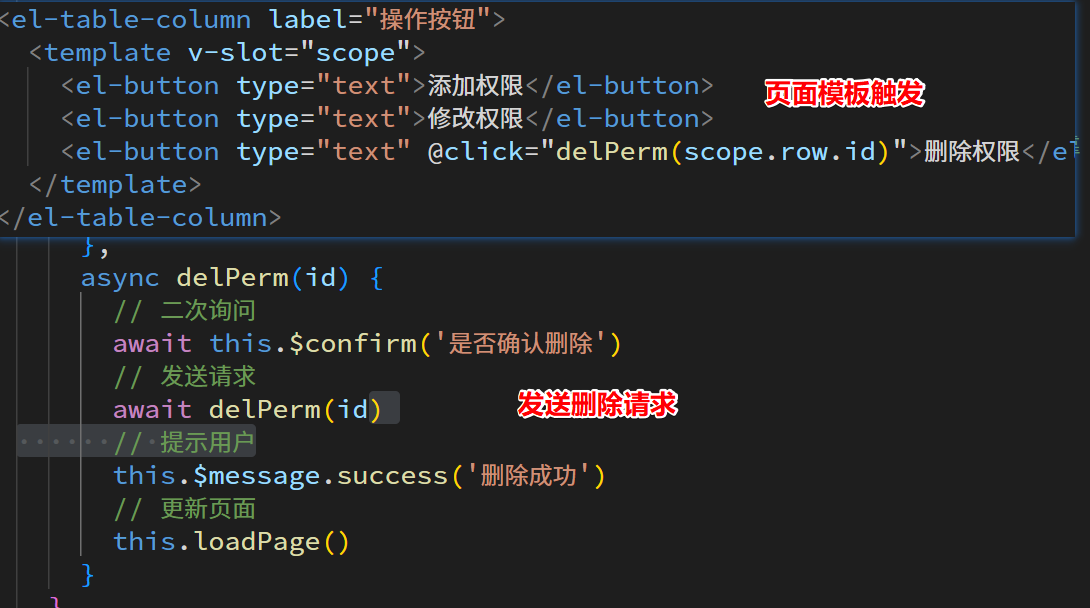 <el-table-column label="操作按钮">
<template v-slot="scope">
<el-button type="text">添加权限</el-button>
页面模板触发
<el-button type="text">修改权限</el-button>
<el-button type="text" @click="delPerm(scope.row.id)">删除权限</el
</template>
</el-table-column>
},
async delPerm(id) {
// 二次询问
await this.$confirm('是否确认删除')
// 发送请求
await delPerm(id)
发送删除请求
// 提示用户
this.$message.success('删除成功')
// 更新页面
this.loadPage()
}
}